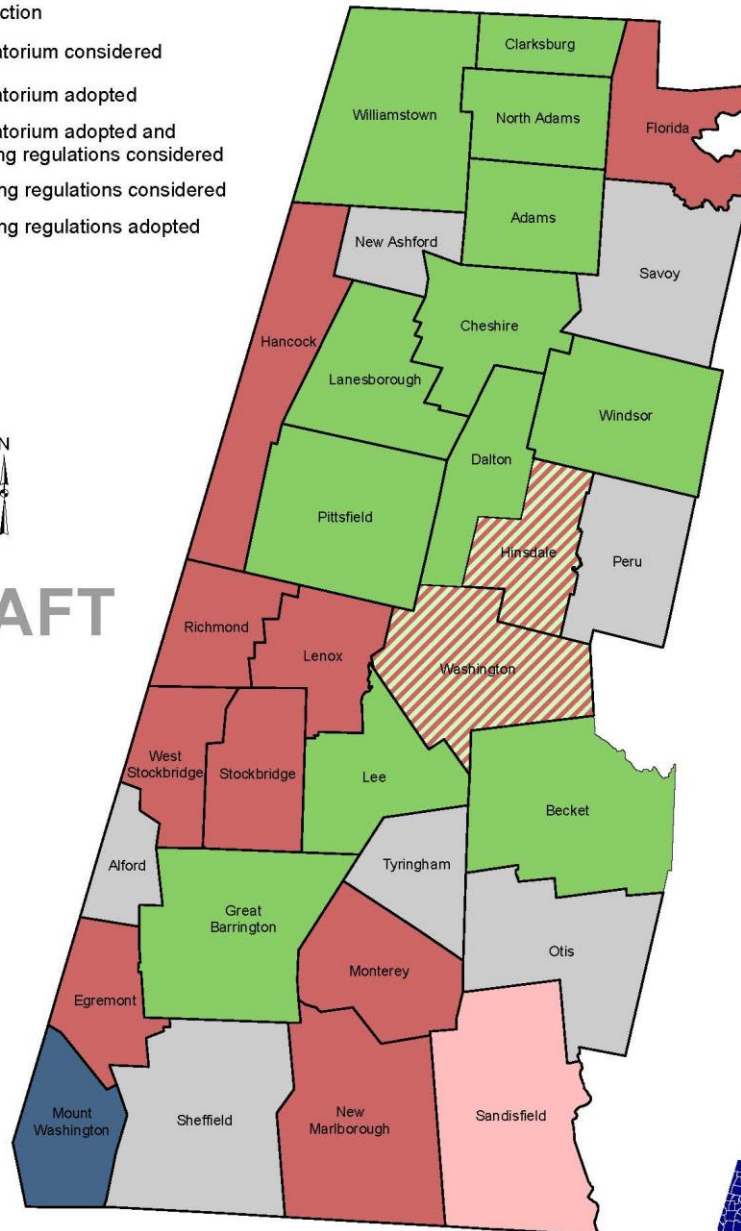 ction
atorium considered
atorium adopted
atorium adopted and
ng regulations considered
ng regulations considered
ng regulations adopted
Clarksburg
Williamstown
North Adams
Florida
Adams
New Ashford
Savoy
Cheshire
Hancock
Lanesborough
Windsor
N
Dalton
Pittsfield
Hinsdale
Peru
AFT
Richmond
Lenox
Washington
West
Stockbridge
Stockbridge
Lee
Becket
Alford
Tyringham
Great
Barrington
Otis
Monterey
Egremont
Mount
Washington
Sheffield
New
Marlborough
Sandisfield